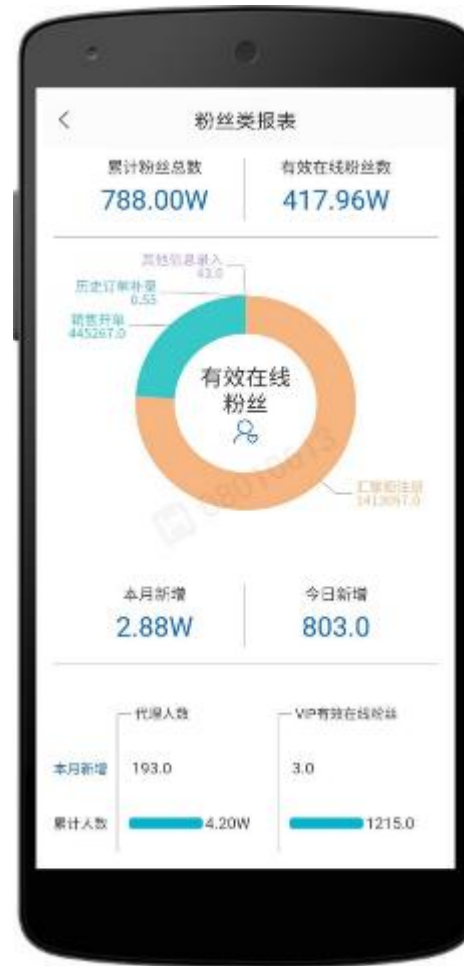 粉丝类报表
累计粉丝总数
788.00W
有效在线粉丝数
417.96W
其他信息录入
43.0
历史订单补量
0.55
销售开单
445267.0
有效在线
粉丝
本月新增
2.88W
今日新增
803.0
代理人数
VIP有效在线粉丝
本月新增
193.0
3.0
累计人数
4.20W
1215.0